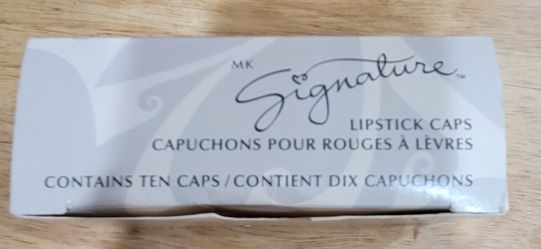 MK
Signature™
LIPSTICK CAPS
CAPUCHONS POUR ROUGES À LÈVRES
CONTAINS TEN CAPS / CONTIENT DIX CAPUCHONS